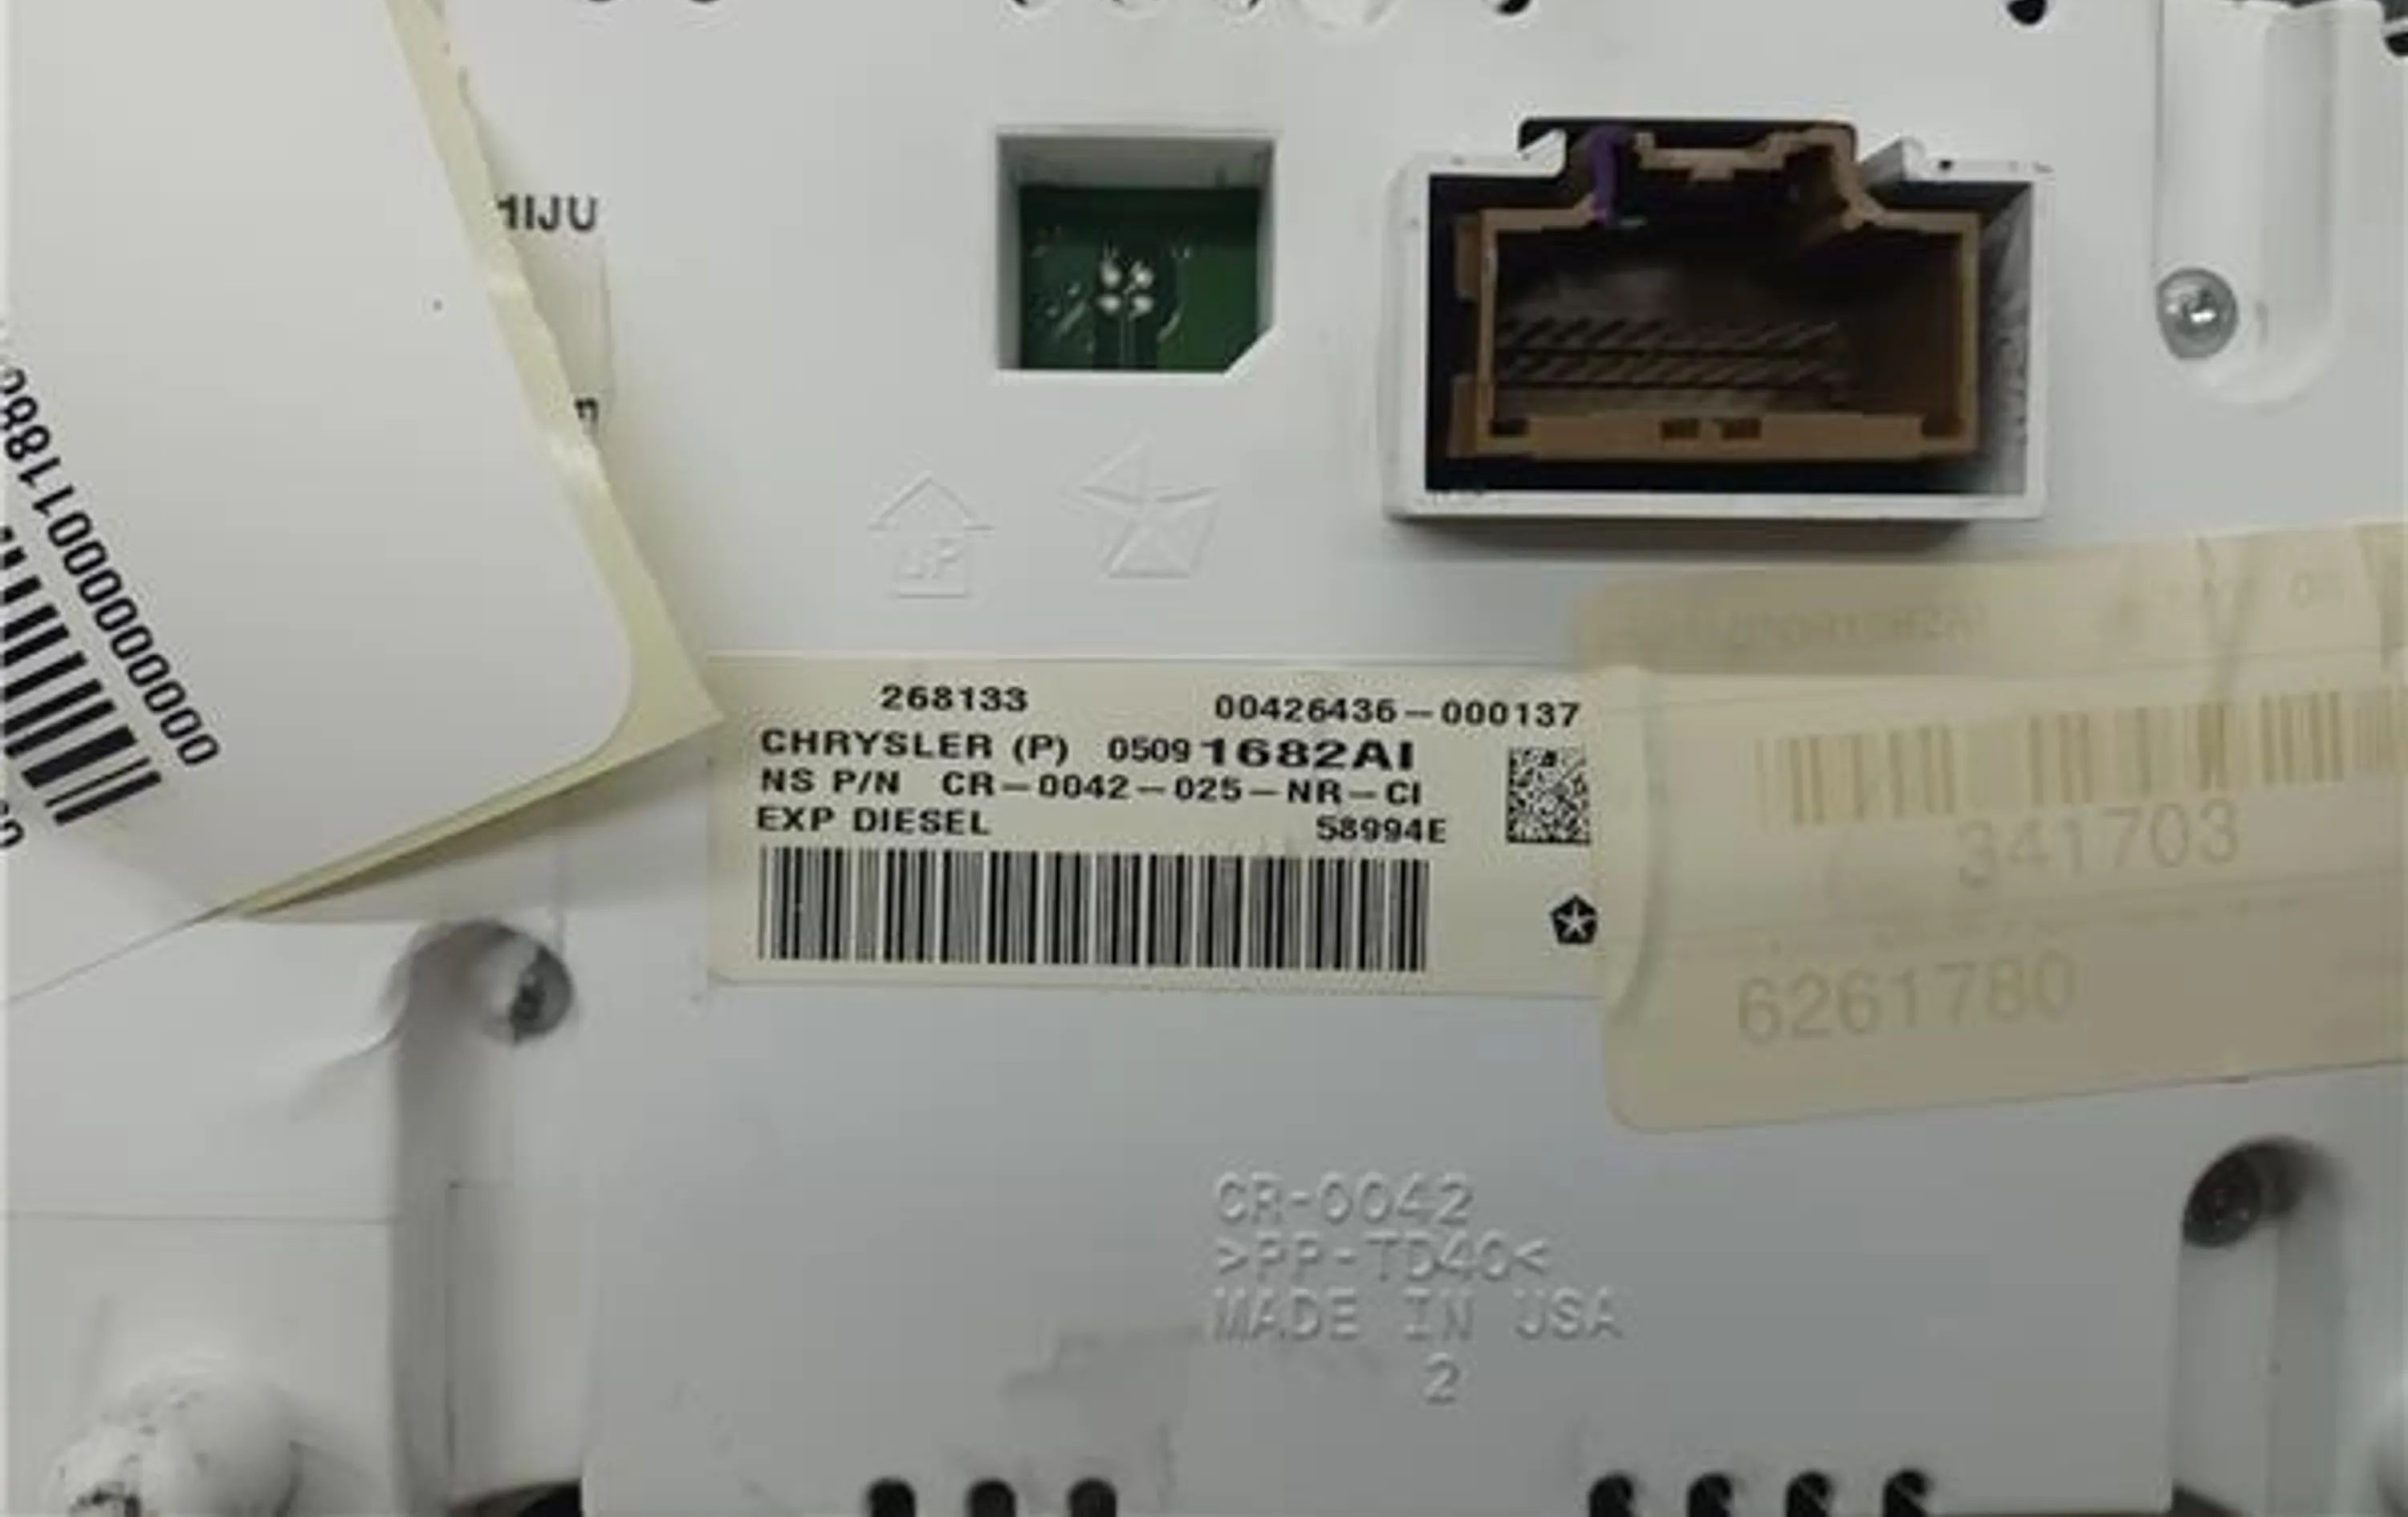 UP
268133 00426436-000137
CHRYSLER (P) 05091682AI
NS P/N CR-0042-025-NR-CI
EXP DIESEL 58994E
341703
6261780
CR-0042
>PP-TD40<
MADE IN USA
2